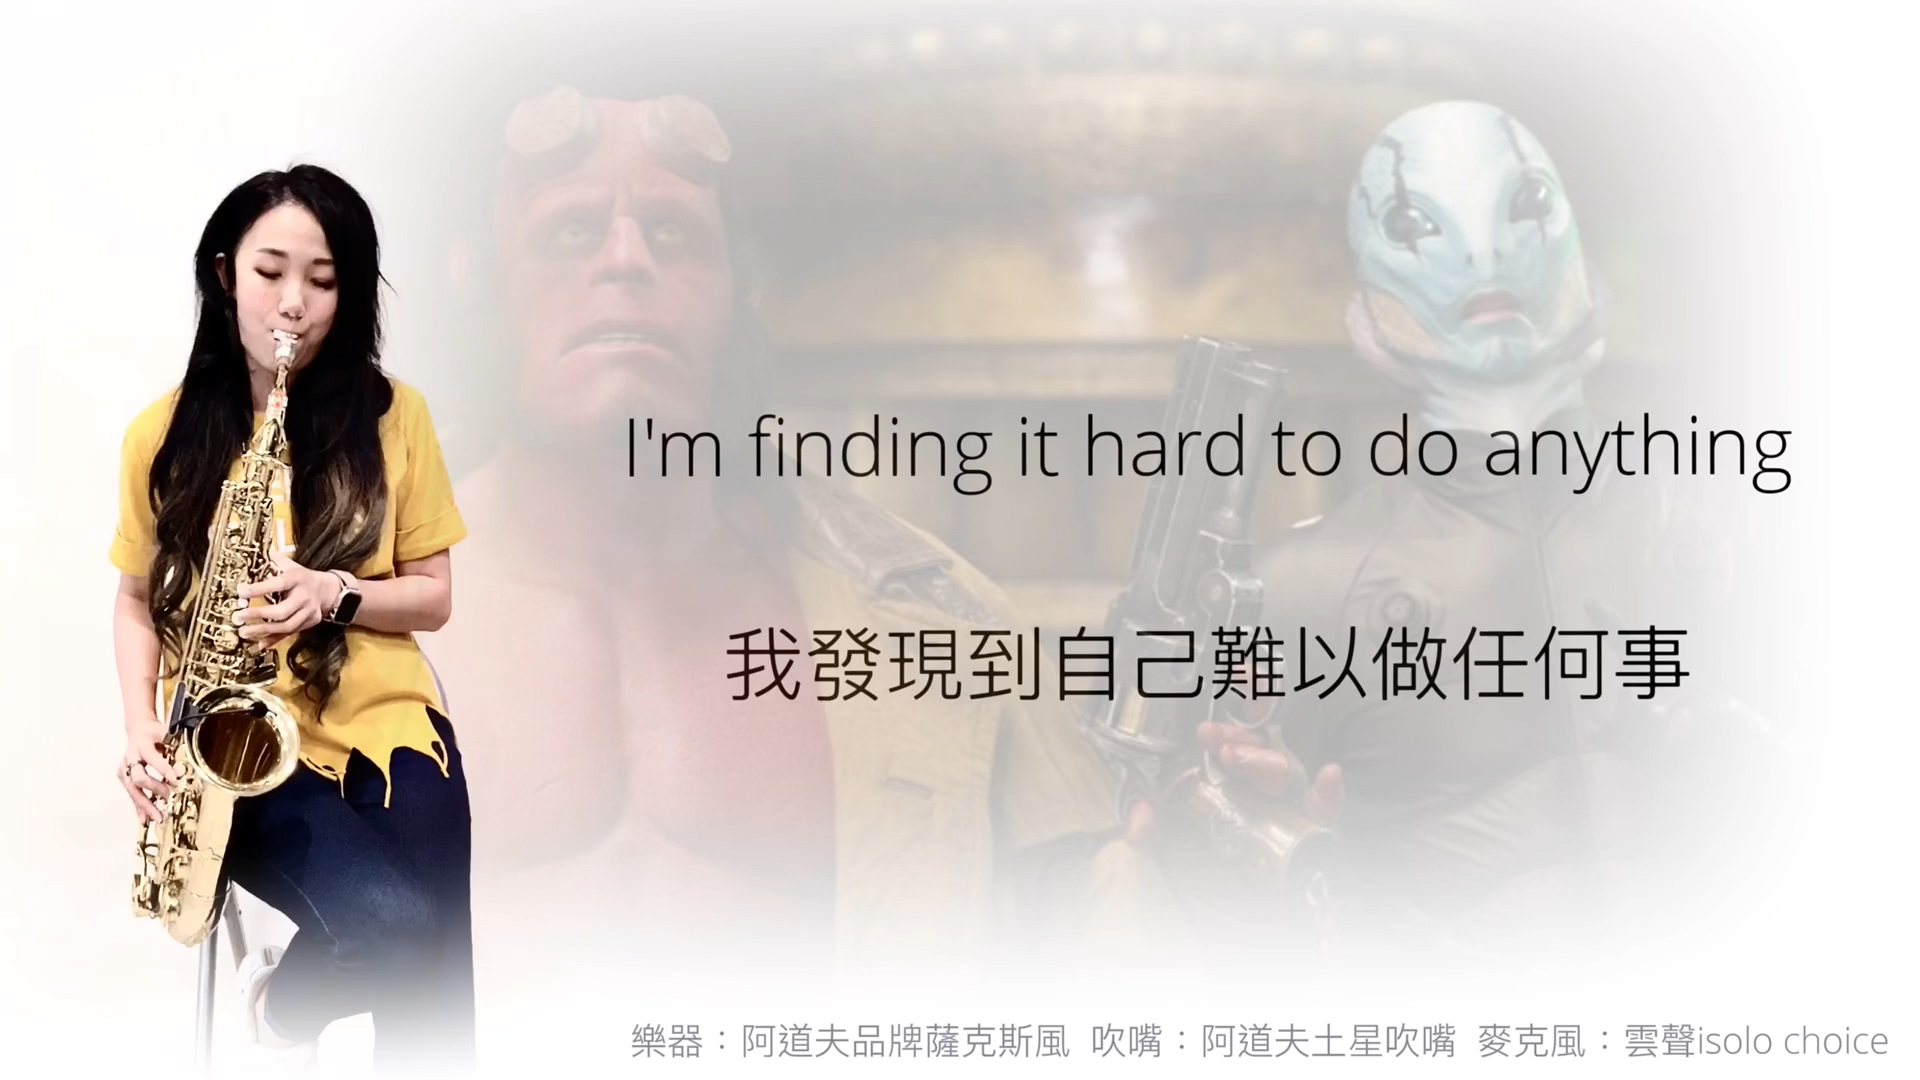 I'm finding it hard to do anything
我發現到自己難以做任何事
樂器：阿道夫品牌薩克斯風 吹嘴：阿道夫土星吹嘴 麥克風：雲聲isolo choice